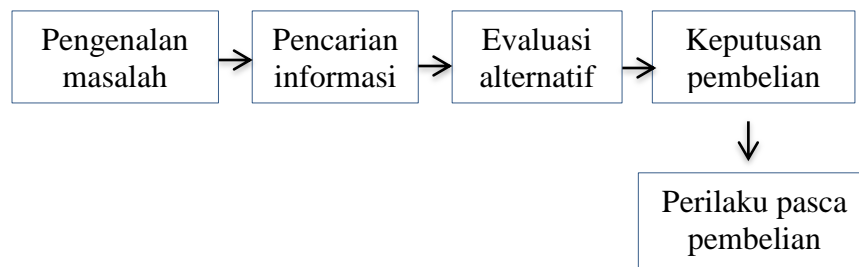 Pengenalan
masalah
Pencarian
informasi
Evaluasi
alternatif
Keputusan
pembelian
Perilaku pasca
pembelian